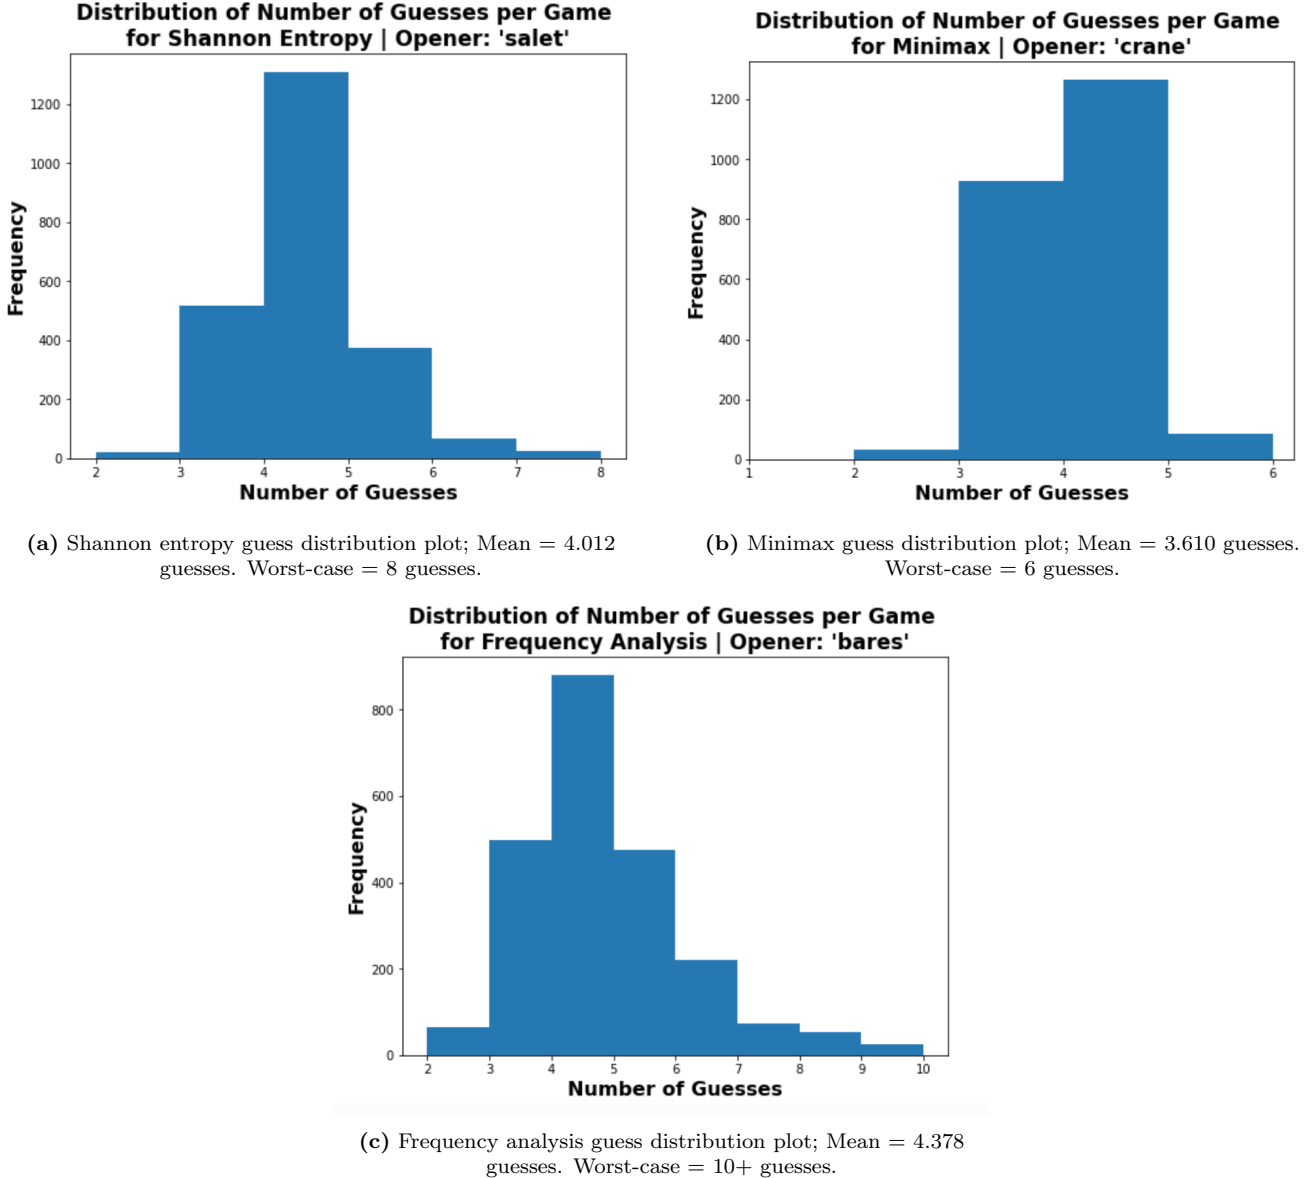 Distribution of Number of Guesses per Game
for Shannon Entropy | Opener: 'salet'
1200
1000
800
600
400
200
0
Frequency
2 3 4 5 6 7 8
Number of Guesses
(a) Shannon entropy guess distribution plot; Mean = 4.012
guesses. Worst-case = 8 guesses.
Distribution of Number of Guesses per Game
for Minimax | Opener: 'crane'
1200
1000
800
600
400
200
0
Frequency
1 2 3 4 5 6
Number of Guesses
(b) Minimax guess distribution plot; Mean = 3.610 guesses.
Worst-case = 6 guesses.
Distribution of Number of Guesses per Game
for Frequency Analysis | Opener: 'bares'
800
600
400
200
0
Frequency
2 3 4 5 6 7 8 9 10
Number of Guesses
(c) Frequency analysis guess distribution plot; Mean = 4.378
guesses. Worst-case = 10+ guesses.